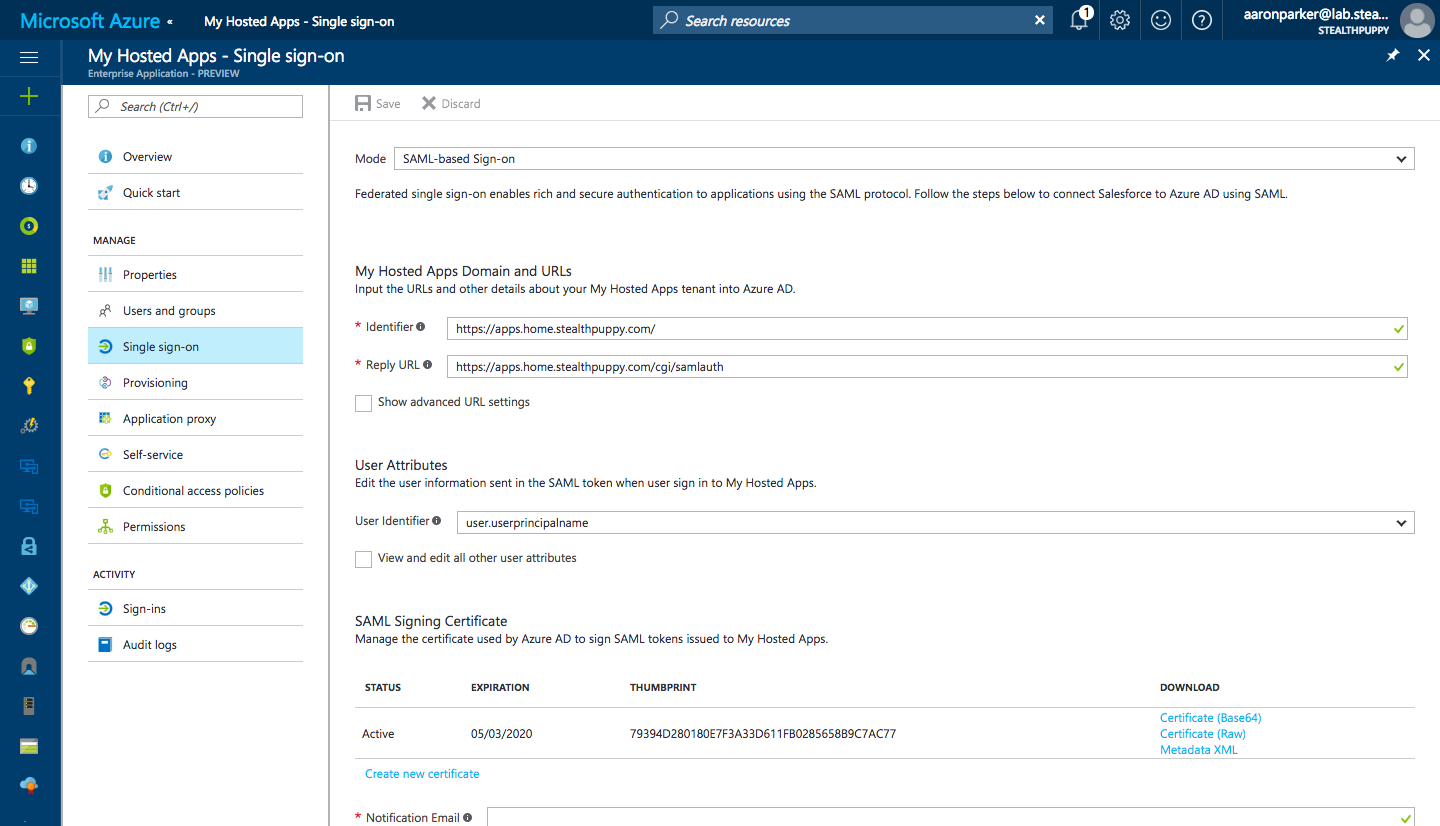 Microsoft Azure «
My Hosted Apps - Single sign-on
Search resources
1
aaronparker@lab.stea...
STEALTHPUPPY
My Hosted Apps - Single sign-on
Enterprise Application - PREVIEW
Search (Ctrl+/)
Overview
Quick start
MANAGE
Properties
Users and groups
Single sign-on
Provisioning
Application proxy
Self-service
Conditional access policies
Permissions
ACTIVITY
Sign-ins
Audit logs
Save
Discard
Mode SAML-based Sign-on
Federated single sign-on enables rich and secure authentication to applications using the SAML protocol. Follow the steps below to connect Salesforce to Azure AD using SAML.
My Hosted Apps Domain and URLs
Input the URLs and other details about your My Hosted Apps tenant into Azure AD.
* Identifier https://apps.home.stealthpuppy.com/
* Reply URL https://apps.home.stealthpuppy.com/cgi/samlauth
Show advanced URL settings
User Attributes
Edit the user information sent in the SAML token when user sign in to My Hosted Apps.
User Identifier user.userprincipalname
View and edit all other user attributes
SAML Signing Certificate
Manage the certificate used by Azure AD to sign SAML tokens issued to My Hosted Apps.
STATUS EXPIRATION THUMBPRINT DOWNLOAD
Active 05/03/2020 79394D280180E7F3A33D611FB0285658B9C7AC77
Certificate (Base64)
Certificate (Raw)
Metadata XML
Create new certificate
* Notification Email